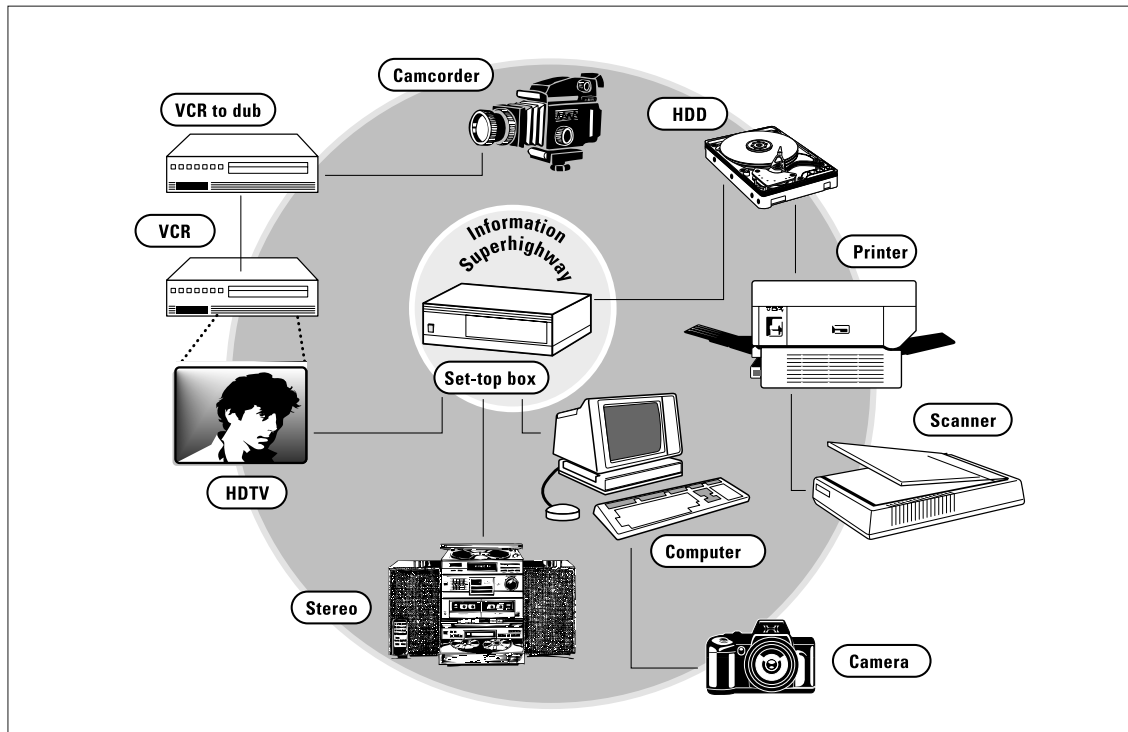 Camcorder
VCR to dub
HDD
VCR
Information
Superhighway
Printer
Set-top box
Scanner
HDTV
Computer
Stereo
Camera